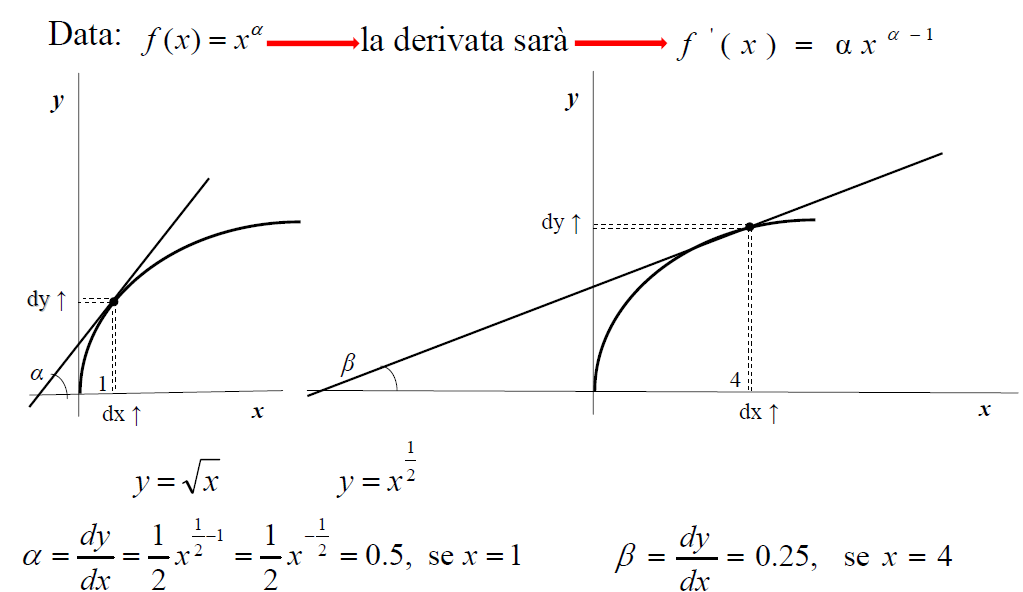 Data: f(x) = x^α la derivata sarà f '( x ) = α x^(α − 1)
y y
dy ↑ dy ↑
α β
1 4
dx ↑ x dx ↑ x
y = √x y = x^(1/2)
α = dy/dx = 1/2 x^(1/2 − 1) = 1/2 x^(−1/2) = 0.5, se x = 1 β = dy/dx = 0.25, se x = 4